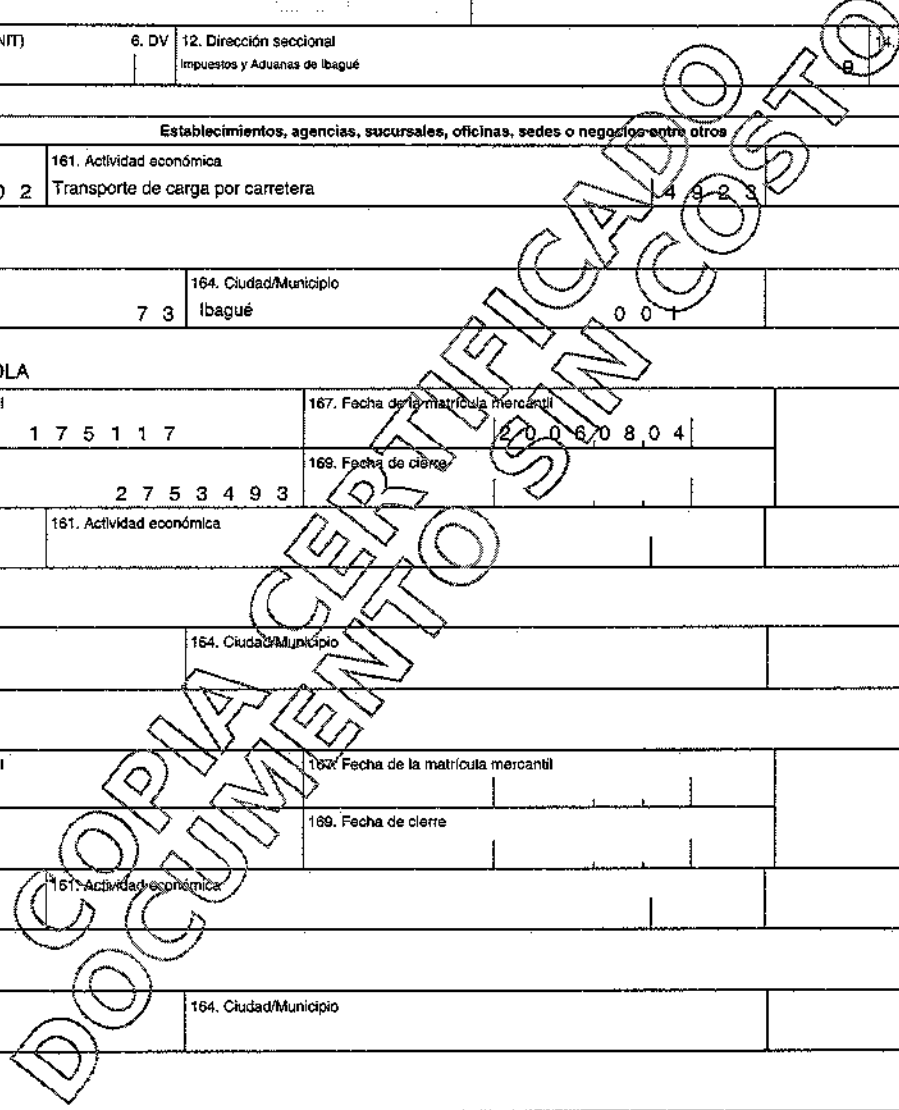 NIT) 6. DV 12. Dirección seccional 14.
Impuestos y Aduanas de Ibagué 9
Establecimientos, agencias, sucursales, oficinas, sedes o negocios entre otros
161. Actividad económica
0 2 Transporte de carga por carretera 4 9 2 3
164. Ciudad/Municipio
7 3 Ibagué 0 0 1
OLA
167. Fecha de la matrícula mercantil
1 7 5 1 1 7 2 0 0 6 0 8 0 4
169. Fecha de cierre
2 7 5 3 4 9 3
161. Actividad económica
164. Ciudad/Municipio
167. Fecha de la matrícula mercantil
169. Fecha de cierre
161. Actividad económica
164. Ciudad/Municipio
COPIA CERTIFICADO
DOCUMENTO SIN COSTO